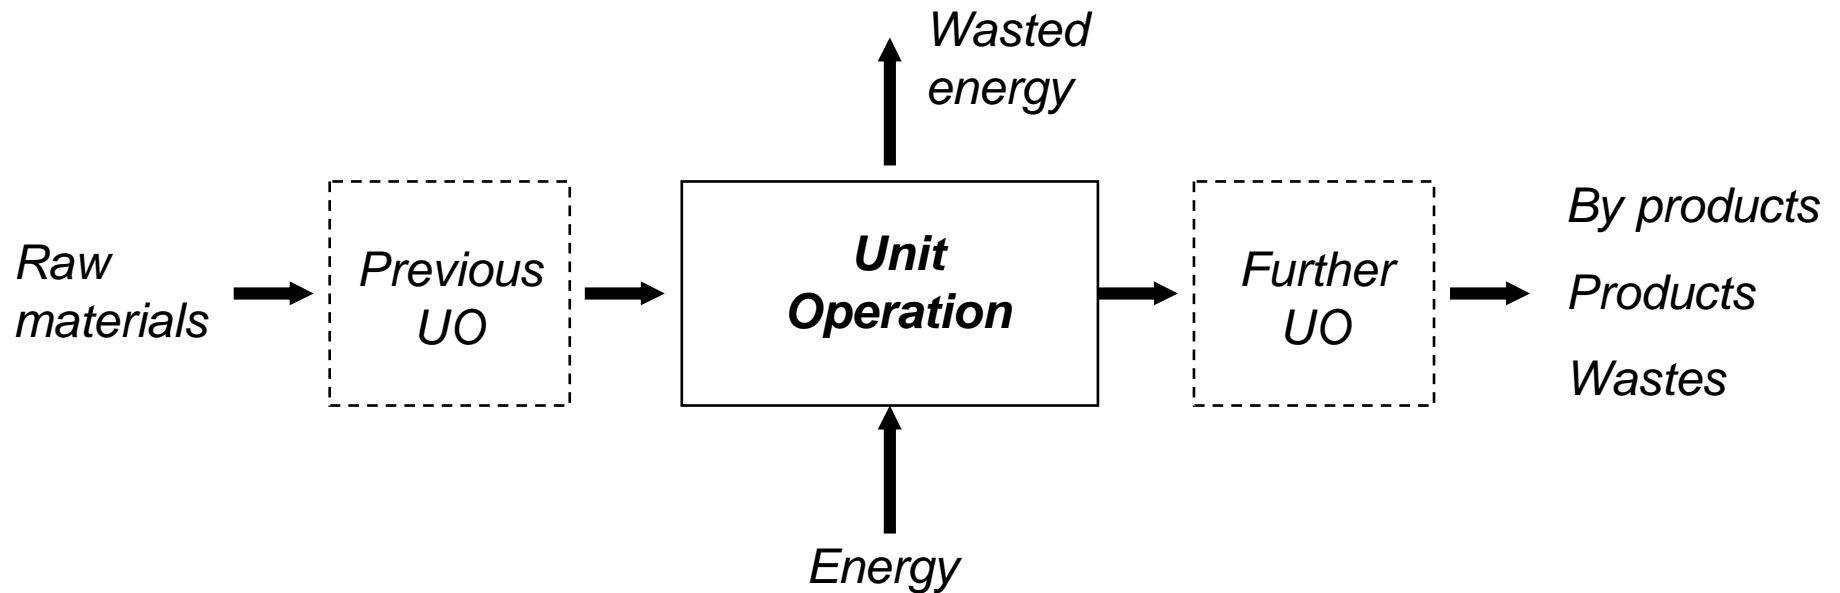 Wasted
energy
Raw
materials
Previous
UO
Unit
Operation
Further
UO
By products
Products
Wastes
Energy